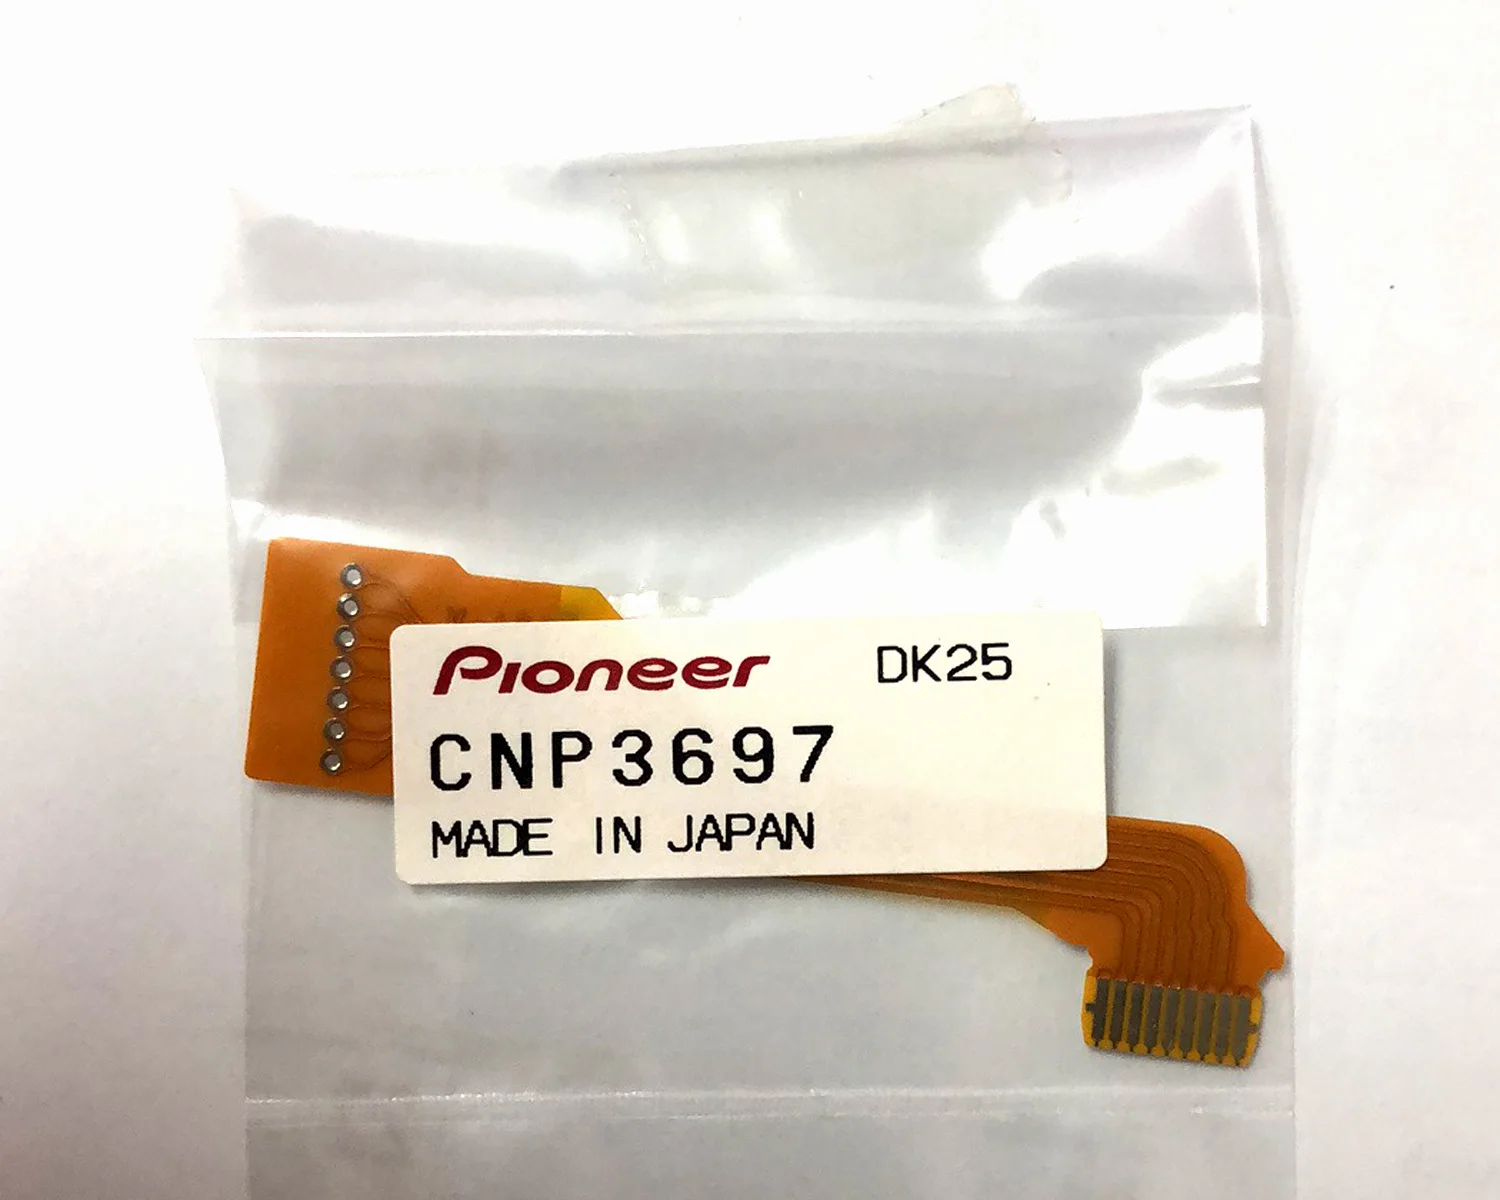 Pioneer DK25
CNP3697
MADE IN JAPAN